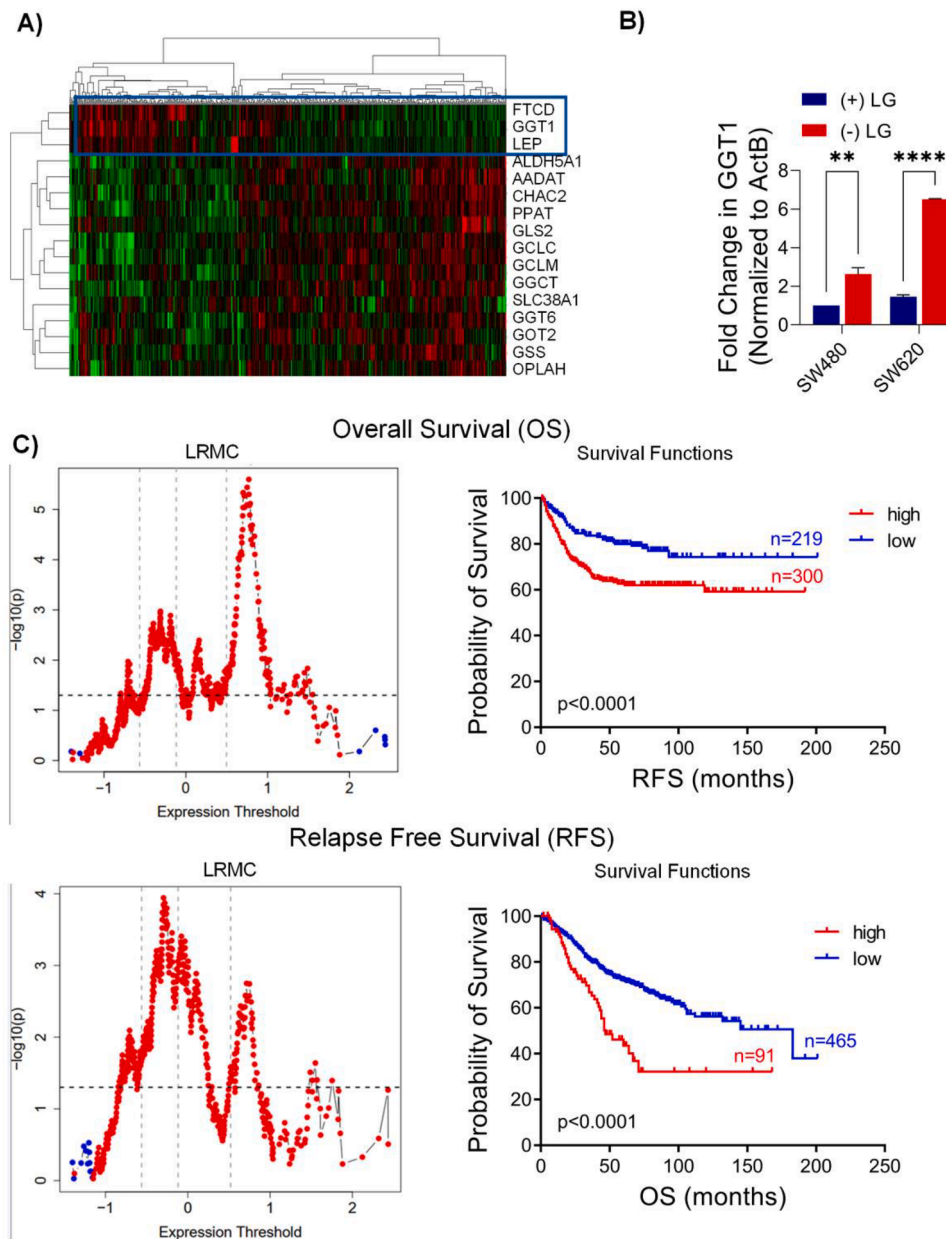 A)
FTCD
GGT1
LEP
ALDH5A1
AADAT
CHAC2
PPAT
GLS2
GCLC
GCLM
GGCT
SLC38A1
GGT6
GOT2
GSS
OPLAH
B)
(+) LG
(-) LG
Fold Change in GGT1
(Normalized to ActB)
** ****
8
6
4
2
0
SW480 SW620
C)
Overall Survival (OS)
LRMC
−log10(p)
5
4
3
2
1
0
−1 0 1 2
Expression Threshold
Survival Functions
Probability of Survival
100
80
60
40
20
0
high
low
n=219
n=300
p<0.0001
0 50 100 150 200 250
RFS (months)
Relapse Free Survival (RFS)
LRMC
−log10(p)
4
3
2
1
0
−1 0 1 2
Expression Threshold
Survival Functions
Probability of Survival
100
80
60
40
20
0
high
low
n=465
n=91
p<0.0001
0 50 100 150 200 250
OS (months)